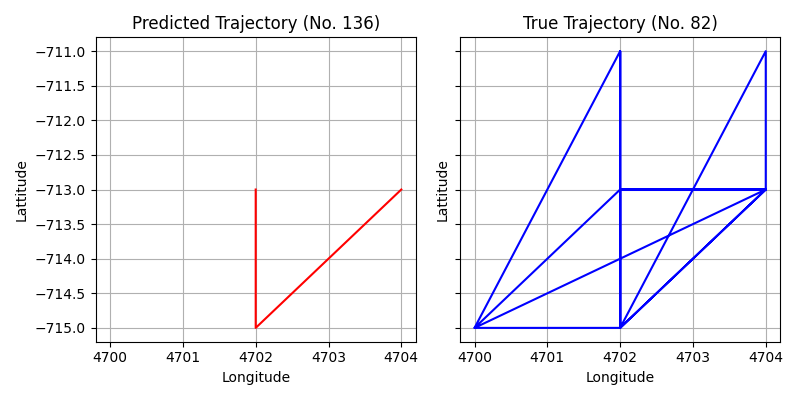 Predicted Trajectory (No. 136)
True Trajectory (No. 82)
Lattitude
−711.0
−711.5
−712.0
−712.5
−713.0
−713.5
−714.0
−714.5
−715.0
4700 4701 4702 4703 4704
Longitude
Lattitude
4700 4701 4702 4703 4704
Longitude